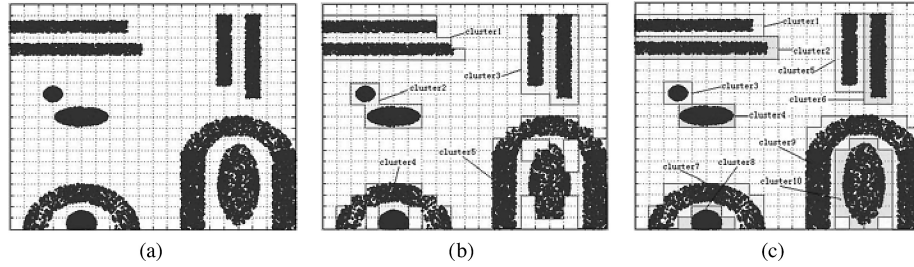 cluster1
cluster3
cluster2
cluster4
cluster5
cluster1
cluster2
cluster5
cluster3
cluster6
cluster4
cluster9
cluster7
cluster8
cluster10
(a)
(b)
(c)